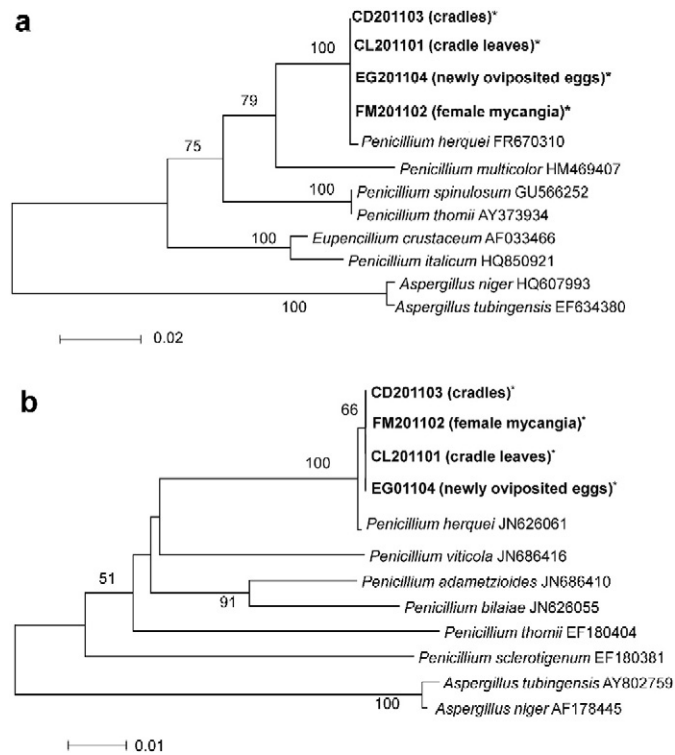 a
CD201103 (cradles)*
100
CL201101 (cradle leaves)*
EG201104 (newly oviposited eggs)*
79
FM201102 (female mycangia)*
75
Penicillium herquei FR670310
Penicillium multicolor HM469407
100
Penicillium spinulosum GU566252
Penicillium thomii AY373934
100
Eupencillium crustaceum AF033466
Penicillium italicum HQ850921
Aspergillus niger HQ607993
100
Aspergillus tubingensis EF634380
0.02
b
CD201103 (cradles)*
66
FM201102 (female mycangia)*
100
CL201101 (cradle leaves)*
EG01104 (newly oviposited eggs)*
Penicillium herquei JN626061
Penicillium viticola JN686416
51
Penicillium adametzioides JN686410
91
Penicillium bilaiae JN626055
Penicillium thomii EF180404
Penicillium sclerotigenum EF180381
Aspergillus tubingensis AY802759
100
Aspergillus niger AF178445
0.01